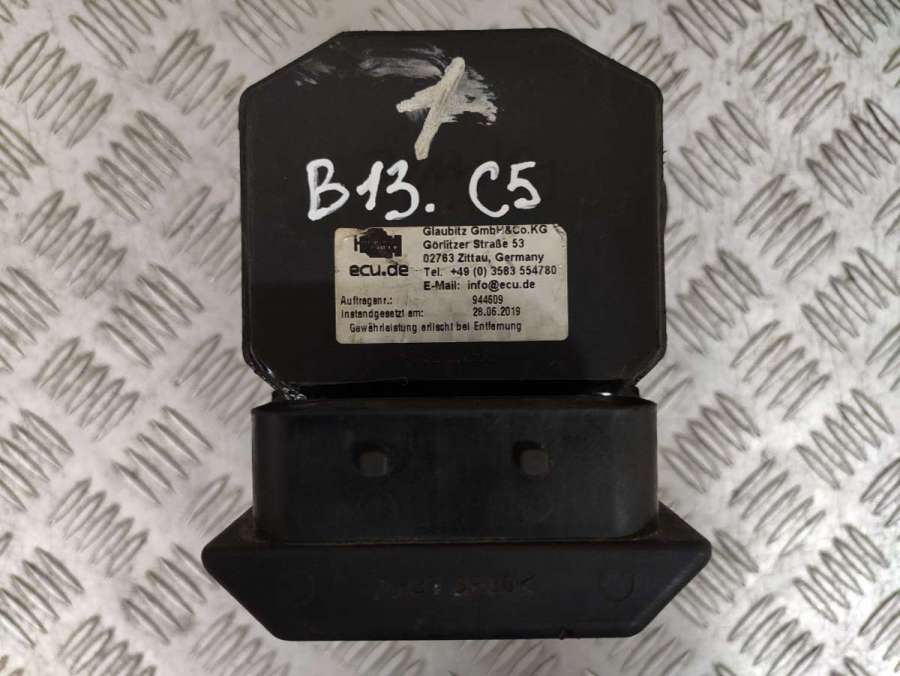 1
B13. C5
Glaubitz GmbH&Co.KG
Görlitzer Straße 53
02763 Zittau, Germany
ecu.de
Tel. +49 (0) 3583 554780
E-Mail: info@ecu.de
Auftragsnr.: 944609
Instandgesetzt am: 28.06.2019
Gewährleistung erlischt bei Entfernung